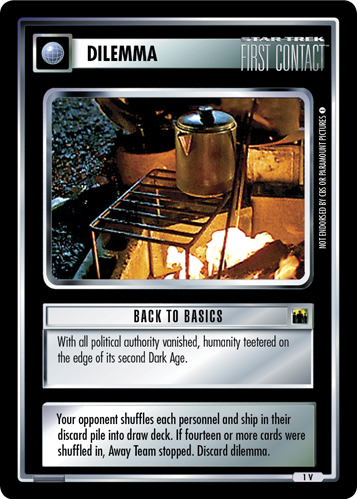 DILEMMA
STAR TREK
FIRST CONTACT
NOT ENDORSED BY CBS OR PARAMOUNT PICTURES
BACK TO BASICS
With all political authority vanished, humanity teetered on
the edge of its second Dark Age.
Your opponent shuffles each personnel and ship in their
discard pile into draw deck. If fourteen or more cards were
shuffled in, Away Team stopped. Discard dilemma.
1 V